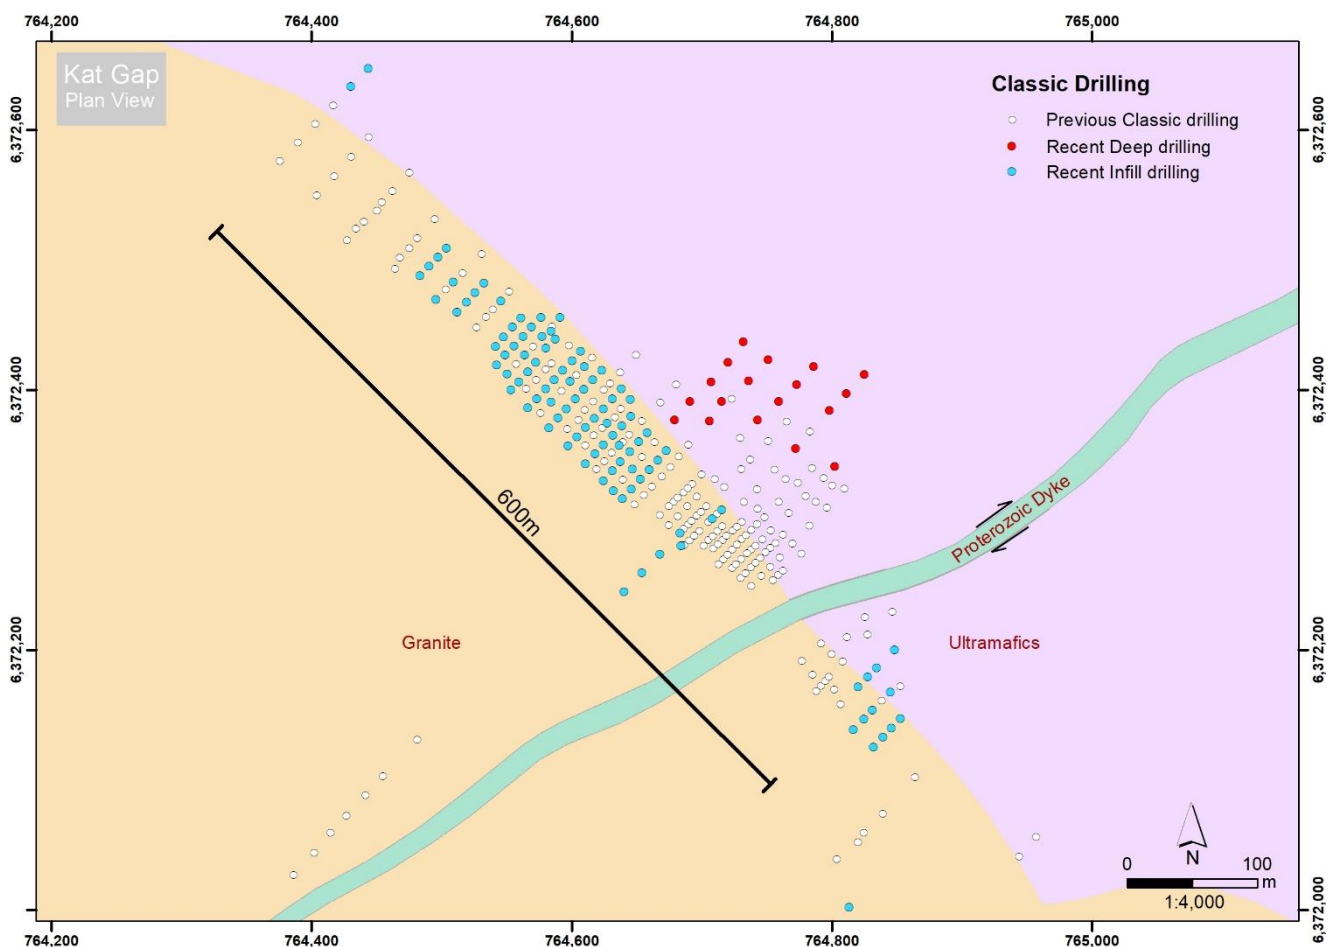 764,200 764,400 764,600 764,800 765,000
Kat Gap
Plan View
Classic Drilling
Previous Classic drilling
Recent Deep drilling
Recent Infill drilling
6,372,600 6,372,600
6,372,400 6,372,400
600m
Proterozoic Dyke
6,372,200 6,372,200
Granite Ultramafics
N
0 100
m
1:4,000
6,372,000 6,372,000
764,200 764,400 764,600 764,800 765,000